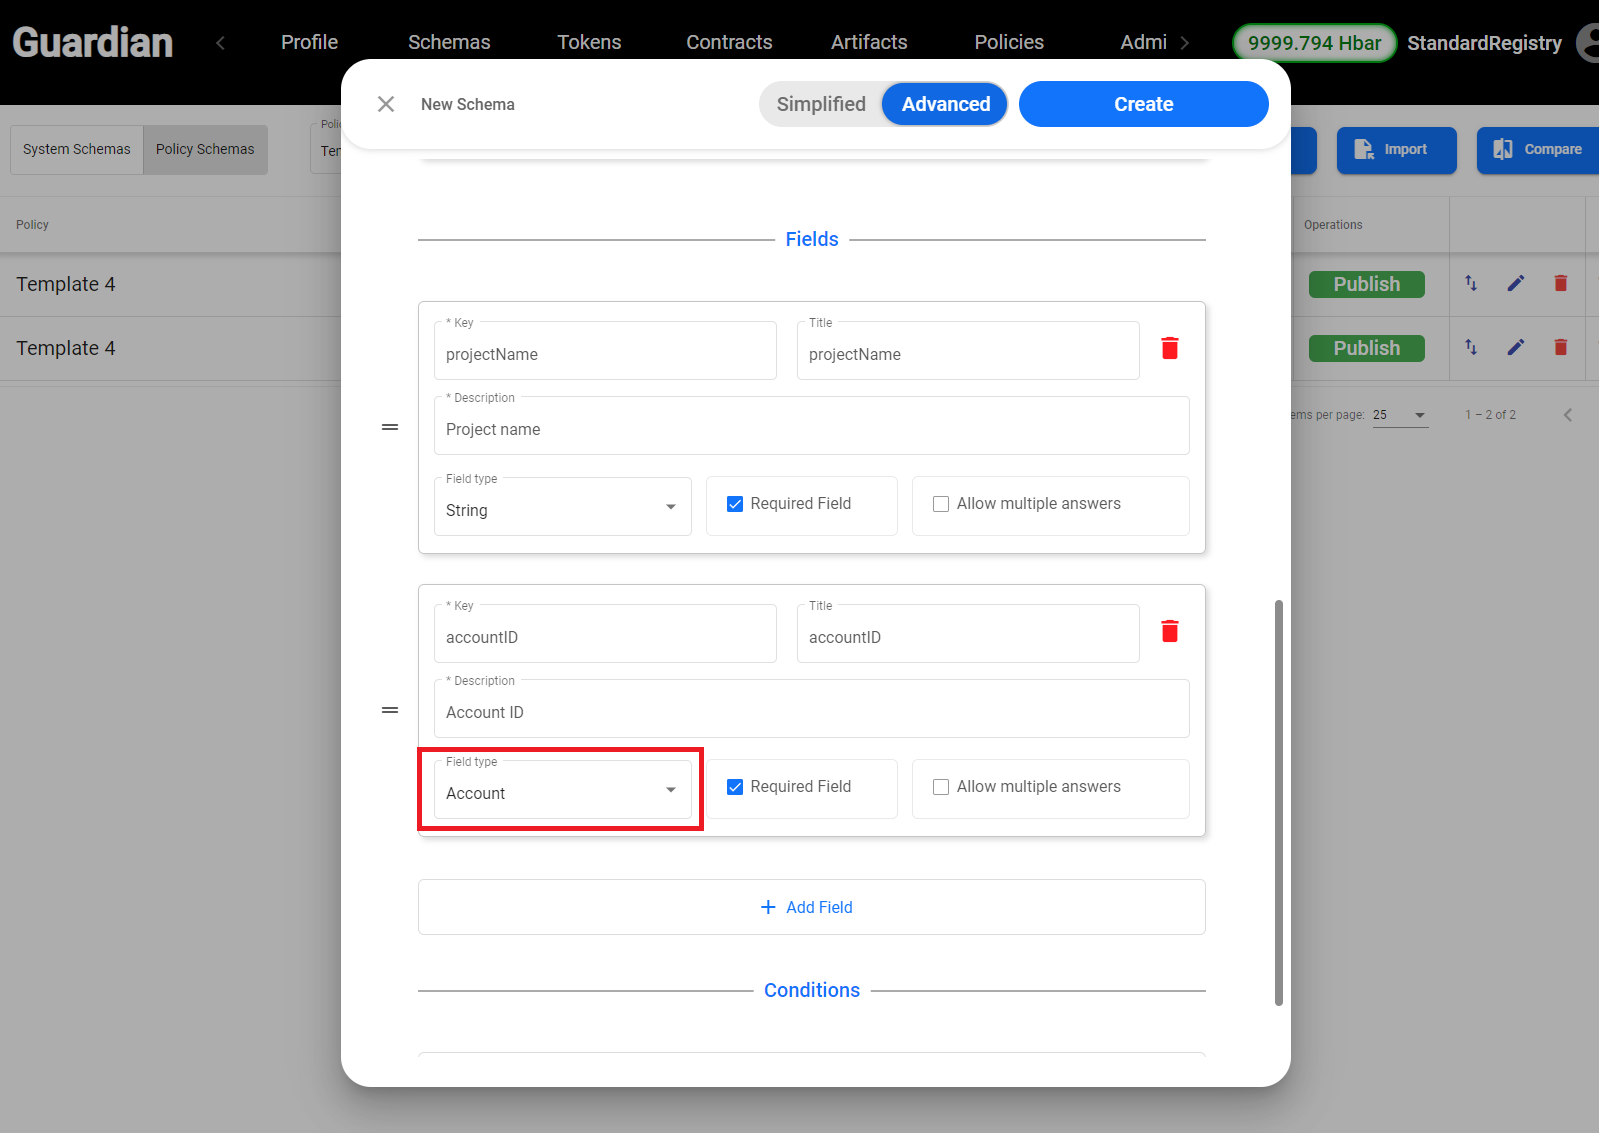 Guardian
Profile
Schemas
Tokens
Contracts
Artifacts
Policies
Admi
9999.794 Hbar
StandardRegistry
New Schema
Simplified
Advanced
Create
System Schemas
Policy Schemas
Import
Compare
Policy
Operations
Template 4
Publish
Template 4
Publish
per page:
25
1 – 2 of 2
Fields
* Key
projectName
Title
projectName
* Description
Project name
Field type
String
Required Field
Allow multiple answers
* Key
accountID
Title
accountID
* Description
Account ID
Field type
Account
Required Field
Allow multiple answers
+ Add Field
Conditions